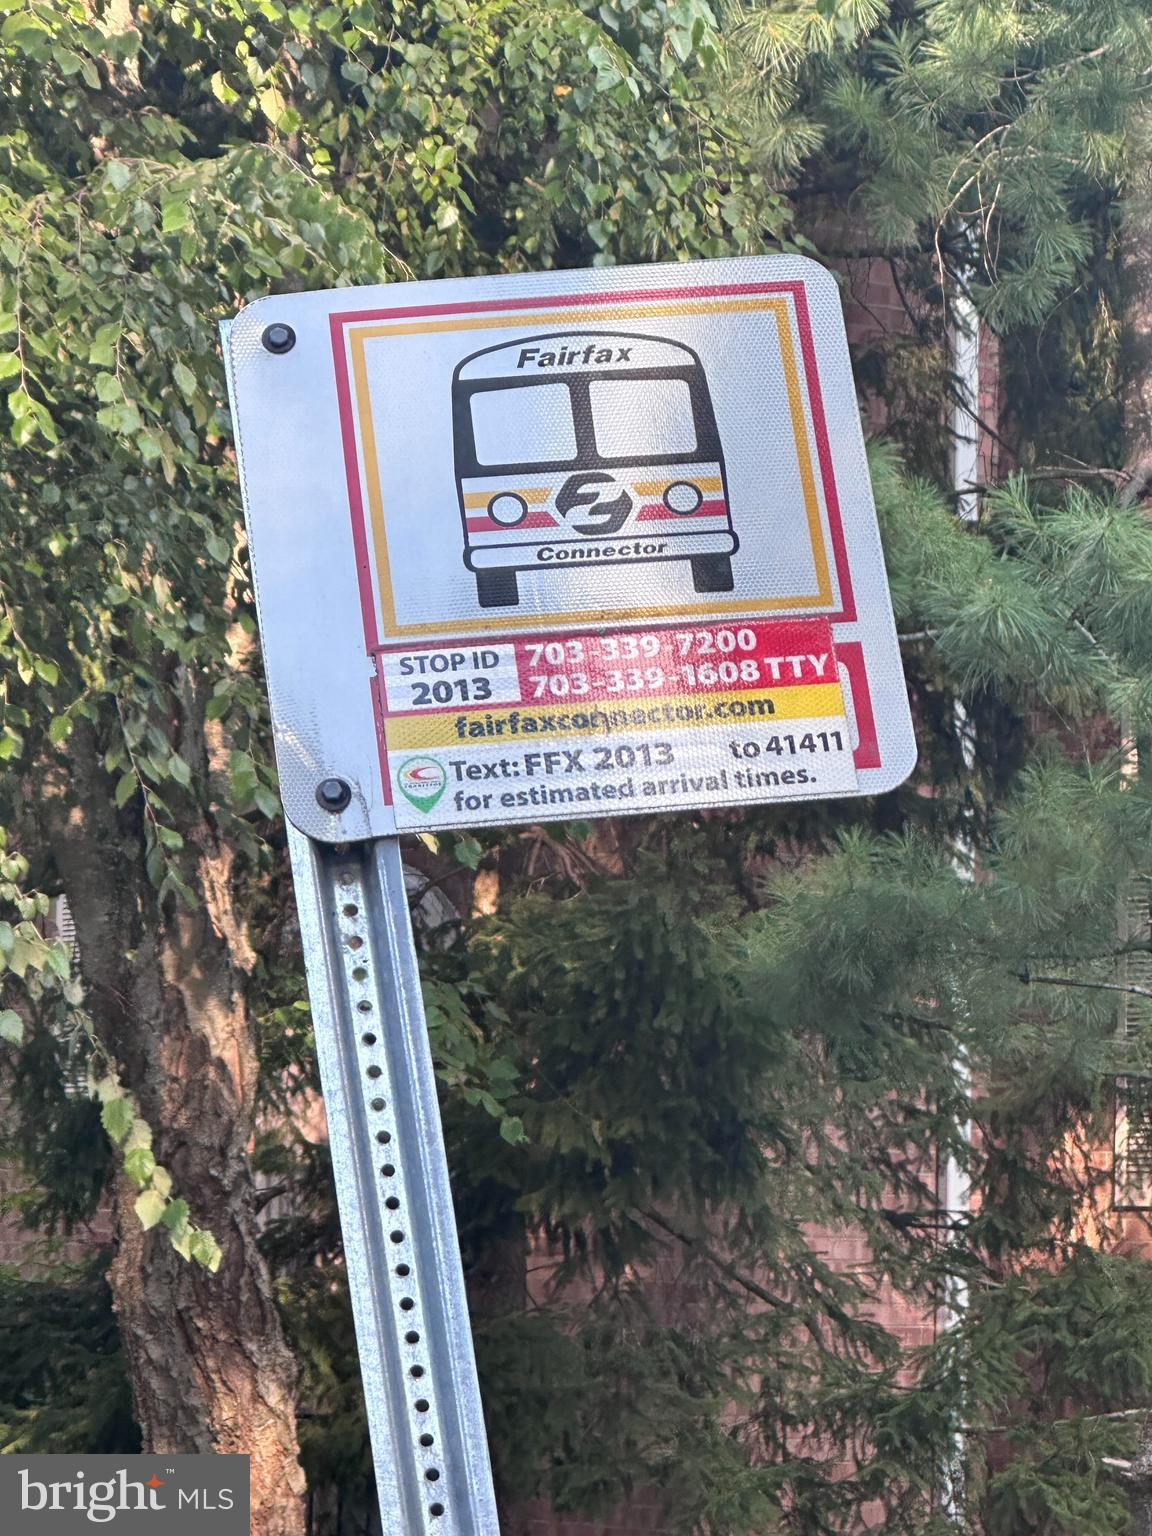 Fairfax
Connector
STOP ID
2013
703-339-7200
703-339-1608 TTY
fairfaxconnector.com
Text: FFX 2013 to 41411
for estimated arrival times.
bright MLS
™